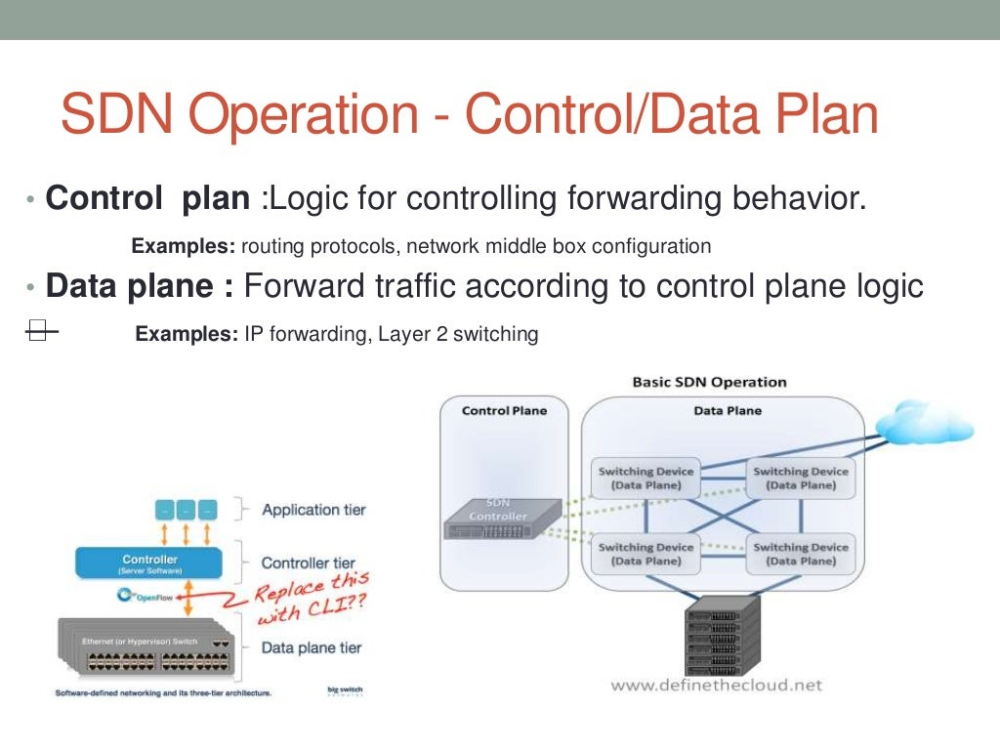 SDN Operation - Control/Data Plan
• Control plan :Logic for controlling forwarding behavior.
Examples: routing protocols, network middle box configuration
• Data plane : Forward traffic according to control plane logic
Examples: IP forwarding, Layer 2 switching
Application tier
Controller
(Server Software)
Controller tier
OpenFlow
Replace this
with CLI??
Ethernet (or Hypervisor) Switch
Data plane tier
Software-defined networking and its three-tier architecture.
big switch
networks
Basic SDN Operation
Control Plane
Data Plane
Switching Device
(Data Plane)
Switching Device
(Data Plane)
SDN
Controller
Switching Device
(Data Plane)
Switching Device
(Data Plane)
www.definethecloud.net